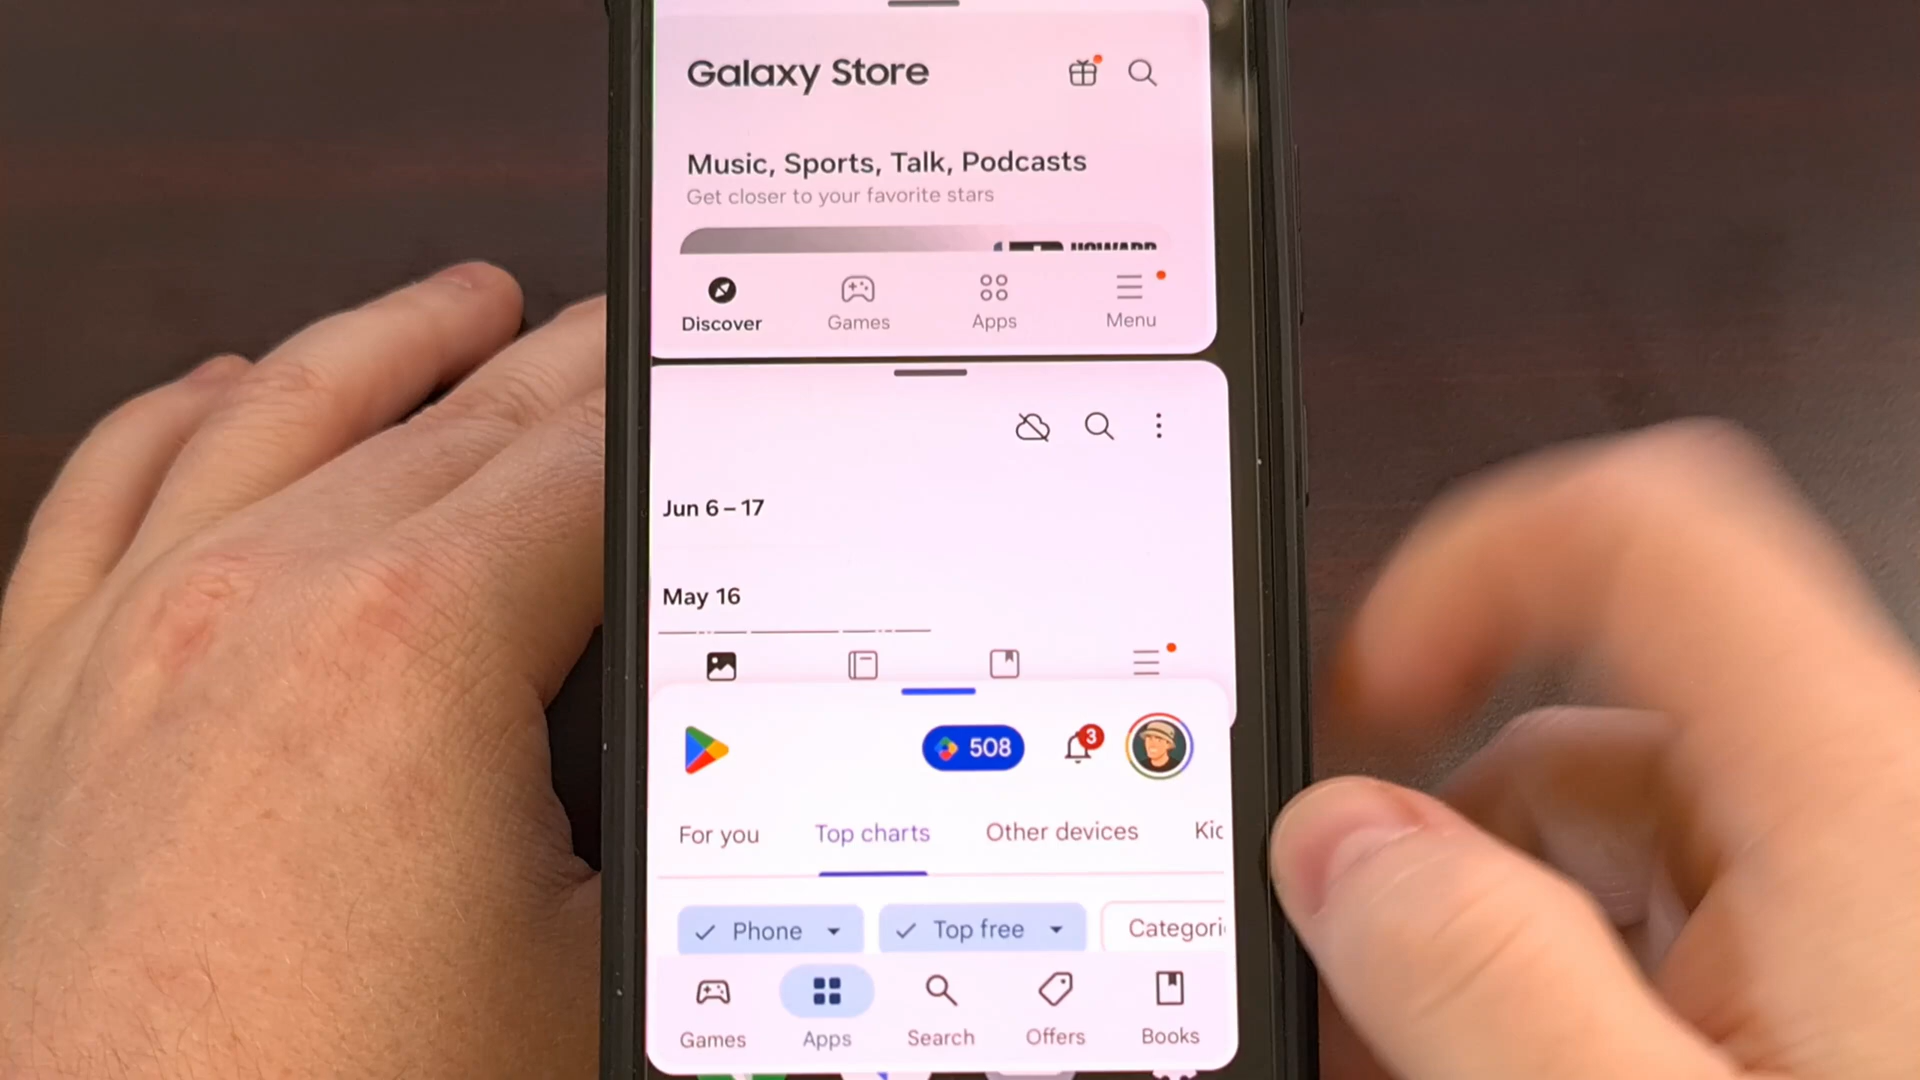 Galaxy Store
Music, Sports, Talk, Podcasts
Get closer to your favorite stars
HOWARD
Discover Games Apps Menu
Jun 6 – 17
May 16
508 3
For you Top charts Other devices
Phone Top free
Games Apps Search Offers Books